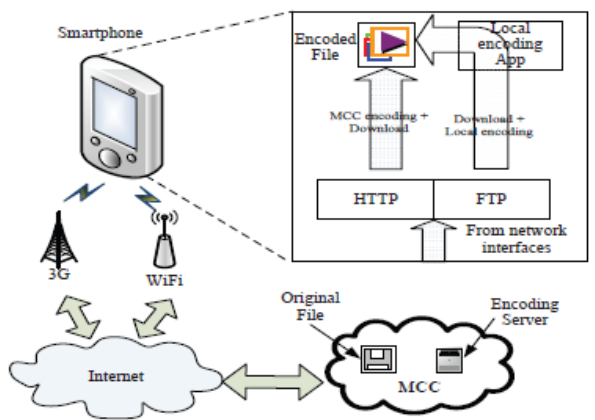 Smartphone
Encoded
File
Local
encoding
App
MCC encoding +
Download
Download +
Local encoding
HTTP
FTP
From network
interfaces
3G
WiFi
Original
File
Encoding
Server
Internet
MCC